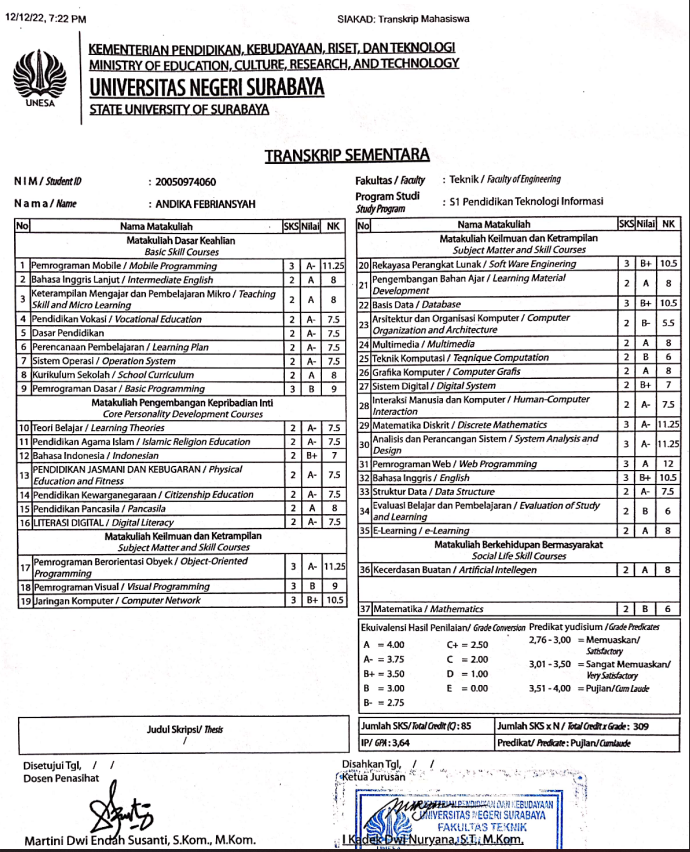 12/12/22, 7:22 PM
SIAKAD: Transkrip Mahasiswa
UNESA
KEMENTERIAN PENDIDIKAN, KEBUDAYAAN, RISET, DAN TEKNOLOGI
MINISTRY OF EDUCATION, CULTURE, RESEARCH, AND TECHNOLOGY
UNIVERSITAS NEGERI SURABAYA
STATE UNIVERSITY OF SURABAYA
TRANSKRIP SEMENTARA
NIM / Student ID : 20050974060
Nama / Name : ANDIKA FEBRIANSYAH
Fakultas / Faculty : Teknik / Faculty of Engineering
Program Studi : S1 Pendidikan Teknologi Informasi
Study Program
No Nama Matakuliah SKS Nilai NK
Matakuliah Dasar Keahlian
Basic Skill Courses
1 Pemrograman Mobile / Mobile Programming 3 A- 11.25
2 Bahasa Inggris Lanjut / Intermediate English 2 A 8
3 Keterampilan Mengajar dan Pembelajaran Mikro / Teaching 2 A 8
Skill and Micro Learning
4 Pendidikan Vokasi / Vocational Education 2 A- 7.5
5 Dasar Pendidikan 2 A- 7.5
6 Perencanaan Pembelajaran / Learning Plan 2 A- 7.5
7 Sistem Operasi / Operation System 2 A- 7.5
8 Kurikulum Sekolah / School Curriculum 2 A 8
9 Pemrograman Dasar / Basic Programming 3 B 9
Matakuliah Pengembangan Kepribadian Inti
Core Personality Development Courses
10 Teori Belajar / Learning Theories 2 A- 7.5
11 Pendidikan Agama Islam / Islamic Religion Education 2 A- 7.5
12 Bahasa Indonesia / Indonesian 2 B+ 7
13 PENDIDIKAN JASMANI DAN KEBUGARAN / Physical 2 A- 7.5
Education and Fitness
14 Pendidikan Kewarganegaraan / Citizenship Education 2 A- 7.5
15 Pendidikan Pancasila / Pancasila 2 A 8
16 LITERASI DIGITAL / Digital Literacy 2 A- 7.5
Matakuliah Keilmuan dan Ketrampilan
Subject Matter and Skill Courses
17 Pemrograman Berorientasi Obyek / Object-Oriented 3 A- 11.25
Programming
18 Pemrograman Visual / Visual Programming 3 B 9
19 Jaringan Komputer / Computer Network 3 B+ 10.5
No Nama Matakuliah SKS Nilai NK
Matakuliah Keilmuan dan Ketrampilan
Subject Matter and Skill Courses
20 Rekayasa Perangkat Lunak / Soft Ware Enginering 3 B+ 10.5
21 Pengembangan Bahan Ajar / Learning Material 2 A 8
Development
22 Basis Data / Database 3 B+ 10.5
23 Arsitektur dan Organisasi Komputer / Computer 2 B- 5.5
Organization and Architecture
24 Multimedia / Multimedia 2 A 8
25 Teknik Komputasi / Teqnique Computation 2 B 6
26 Grafika Komputer / Computer Grafis 2 A 8
27 Sistem Digital / Digital System 2 B+ 7
28 Interaksi Manusia dan Komputer / Human-Computer 2 A- 7.5
Interaction
29 Matematika Diskrit / Discrete Mathematics 3 A- 11.25
30 Analisis dan Perancangan Sistem / System Analysis and 3 A- 11.25
Design
31 Pemrograman Web / Web Programming 3 A 12
32 Bahasa Inggris / English 3 B+ 10.5
33 Struktur Data / Data Structure 2 A- 7.5
34 Evaluasi Belajar dan Pembelajaran / Evaluation of Study 2 B 6
and Learning
35 E-Learning / e-Learning 2 A 8
Matakuliah Berkehidupan Bermasyarakat
Social Life Skill Courses
36 Kecerdasan Buatan / Artificial Intellegen 2 A 8
37 Matematika / Mathematics 2 B 6
Ekuivalensi Hasil Penilaian / Grade Conversion Predikat yudisium / Grade Predicates
A = 4.00 C+ = 2.50 2,76 - 3,00 = Memuaskan/
Satisfactory
A- = 3.75 C = 2.00 3,01 - 3,50 = Sangat Memuaskan/
B+ = 3.50 D = 1.00 Very Satisfactory
B = 3.00 E = 0.00 3,51 - 4,00 = Pujian/Cum Laude
B- = 2.75
Jumlah SKS/Total Credit (C) : 85 Jumlah SKS x N / Total Credit x Grade : 309
IP/ GPA : 3,64 Predikat/ Predicate : Pujian/Cumlaude
Judul Skripsi/ Thesis
/
Disetujui Tgl, / /
Dosen Penasihat
Martini Dwi Endah Susanti, S.Kom., M.Kom.
Disahkan Tgl, / /
Ketua Jurusan
KEMENTERIAN PENDIDIKAN DAN KEBUDAYAAN
UNIVERSITAS NEGERI SURABAYA
FAKULTAS TEKNIK
I Kadek Dwi Nuryana, S.T., M.Kom.